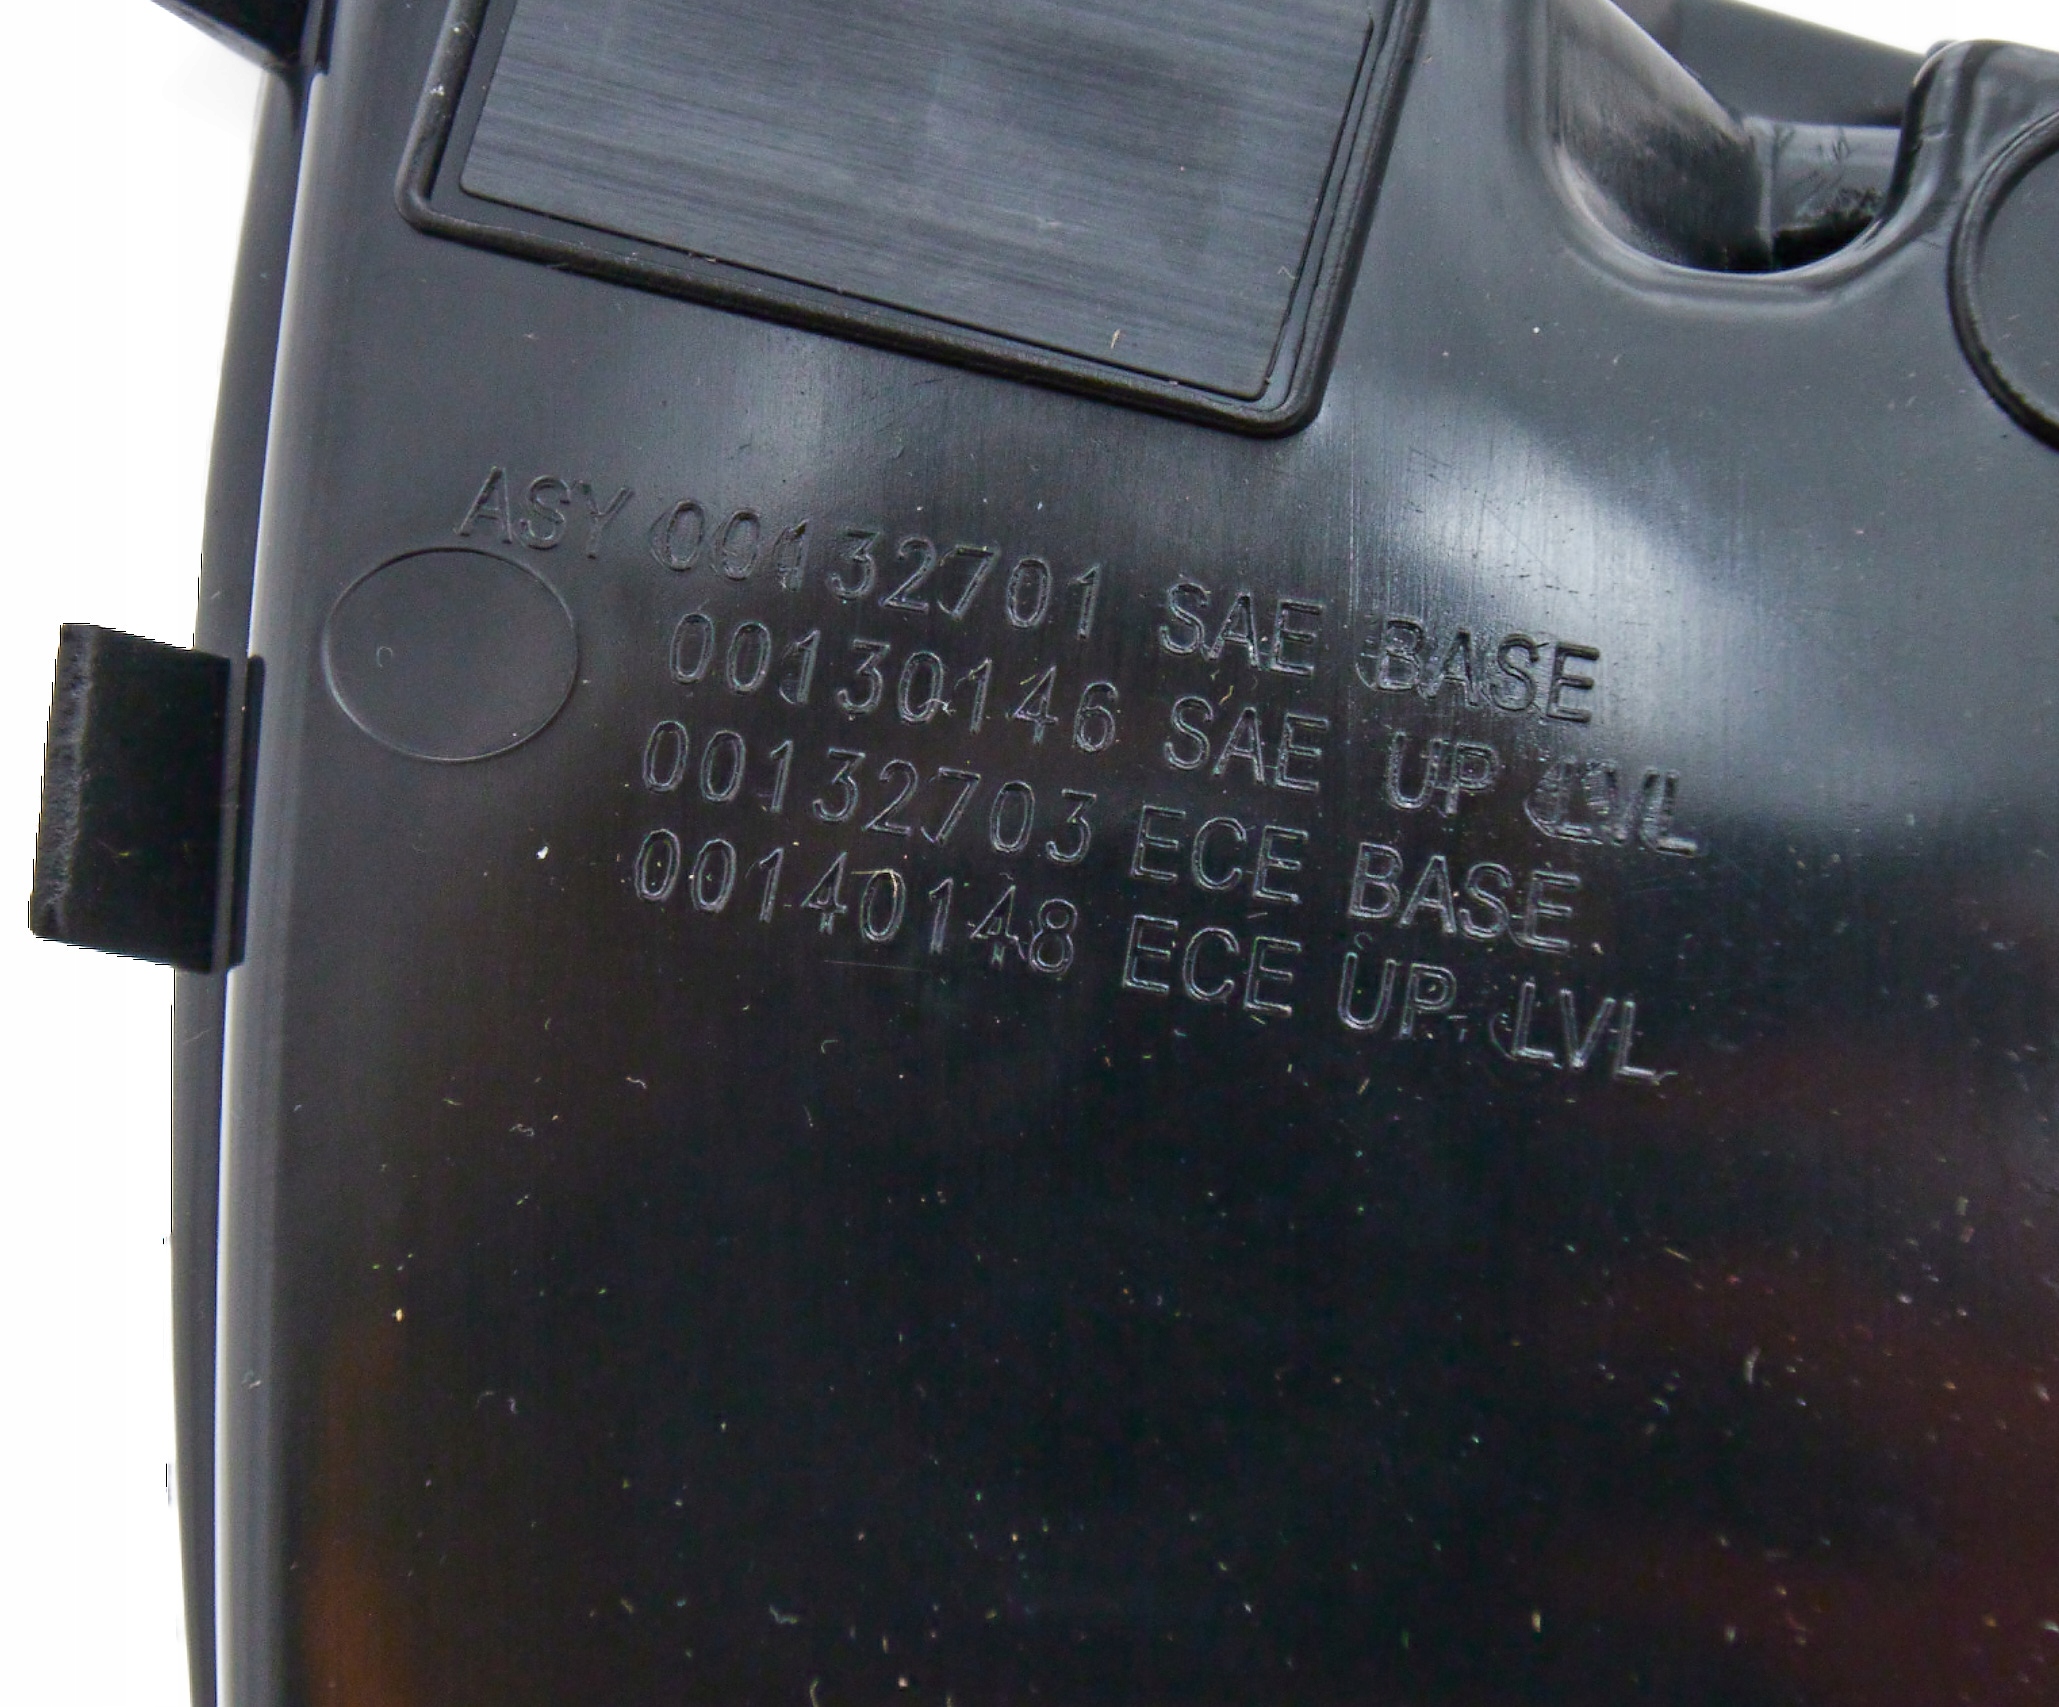 ASY 00132701 SAE BASE
00130146 SAE UP LVL
00132703 ECE BASE
00140148 ECE UP LVL